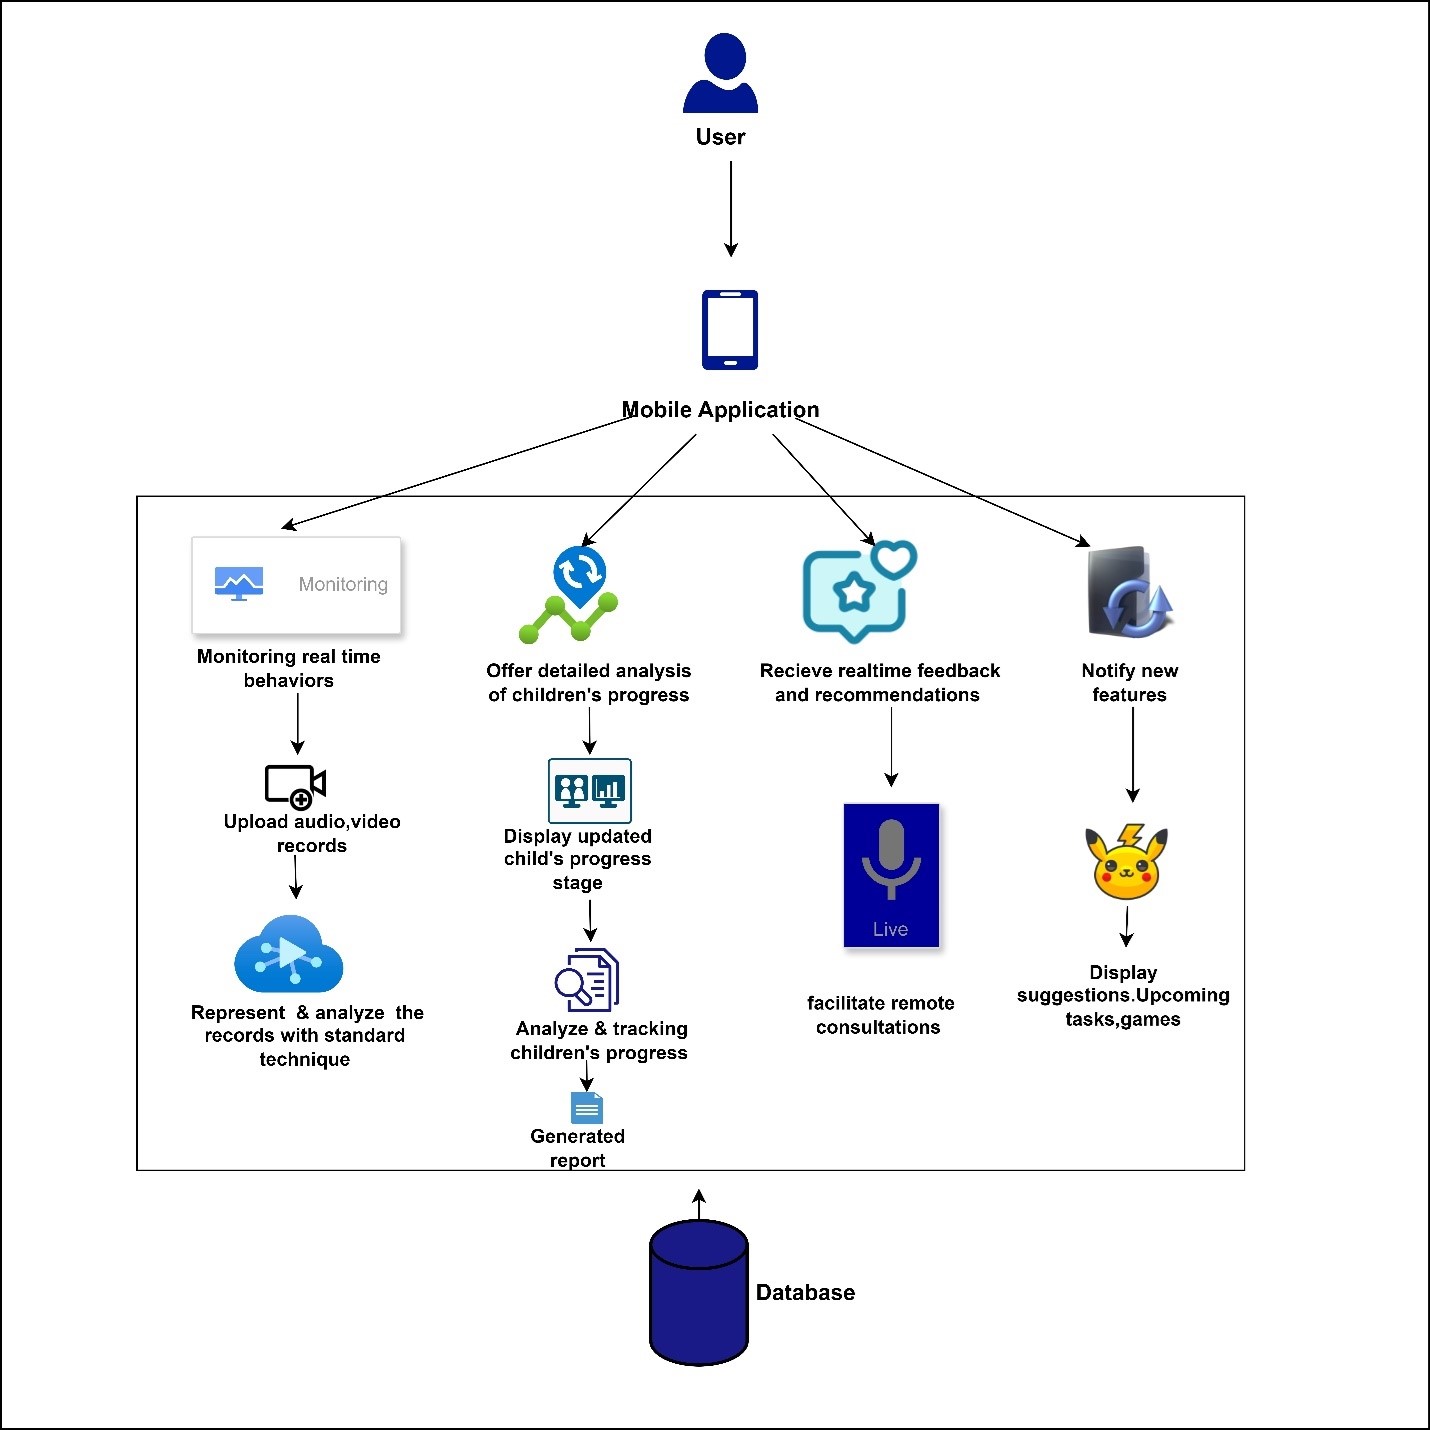 User
Mobile Application
Monitoring
Monitoring real time
behaviors
Upload audio,video
records
Represent & analyze the
records with standard
technique
Offer detailed analysis
of children's progress
Display updated
child's progress
stage
Analyze & tracking
children's progress
Generated
report
Recieve realtime feedback
and recommendations
Live
facilitate remote
consultations
Notify new
features
Display
suggestions.Upcoming
tasks,games
Database